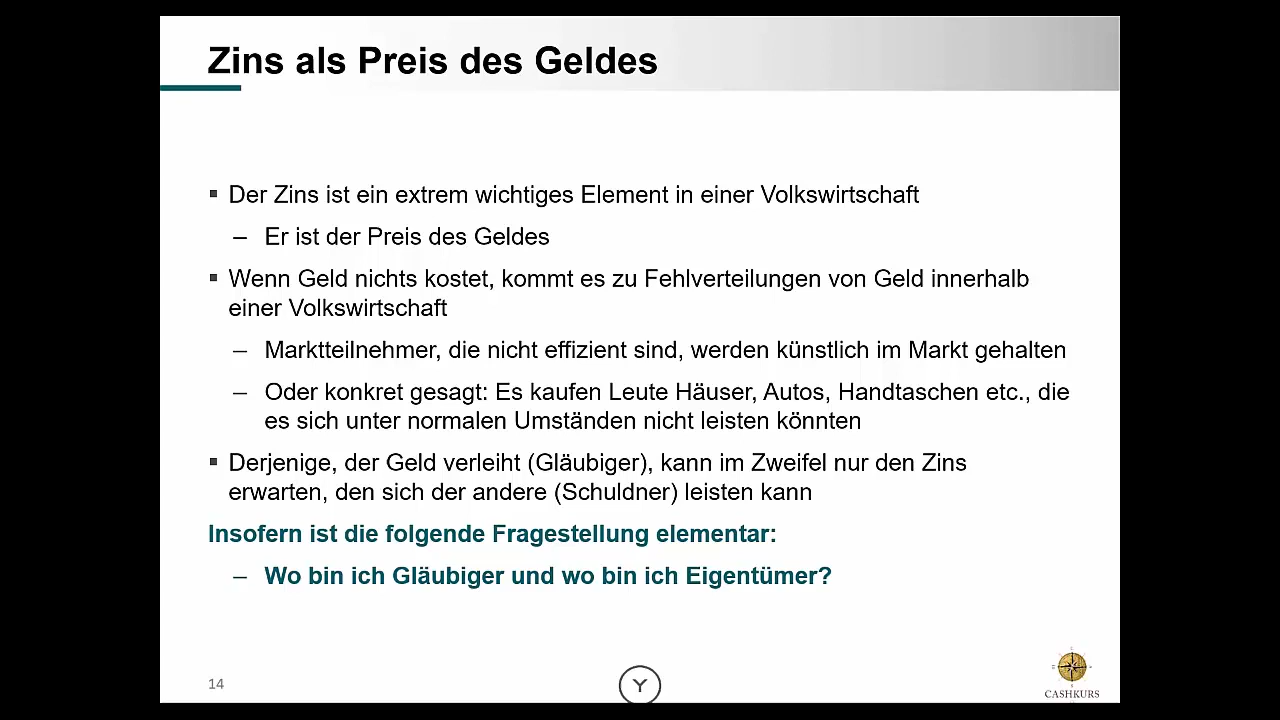 Zins als Preis des Geldes
▪ Der Zins ist ein extrem wichtiges Element in einer Volkswirtschaft
– Er ist der Preis des Geldes
▪ Wenn Geld nichts kostet, kommt es zu Fehlverteilungen von Geld innerhalb
einer Volkswirtschaft
– Marktteilnehmer, die nicht effizient sind, werden künstlich im Markt gehalten
– Oder konkret gesagt: Es kaufen Leute Häuser, Autos, Handtaschen etc., die
es sich unter normalen Umständen nicht leisten könnten
▪ Derjenige, der Geld verleiht (Gläubiger), kann im Zweifel nur den Zins
erwarten, den sich der andere (Schuldner) leisten kann
Insofern ist die folgende Fragestellung elementar:
– Wo bin ich Gläubiger und wo bin ich Eigentümer?
14
Y
CASHKURS